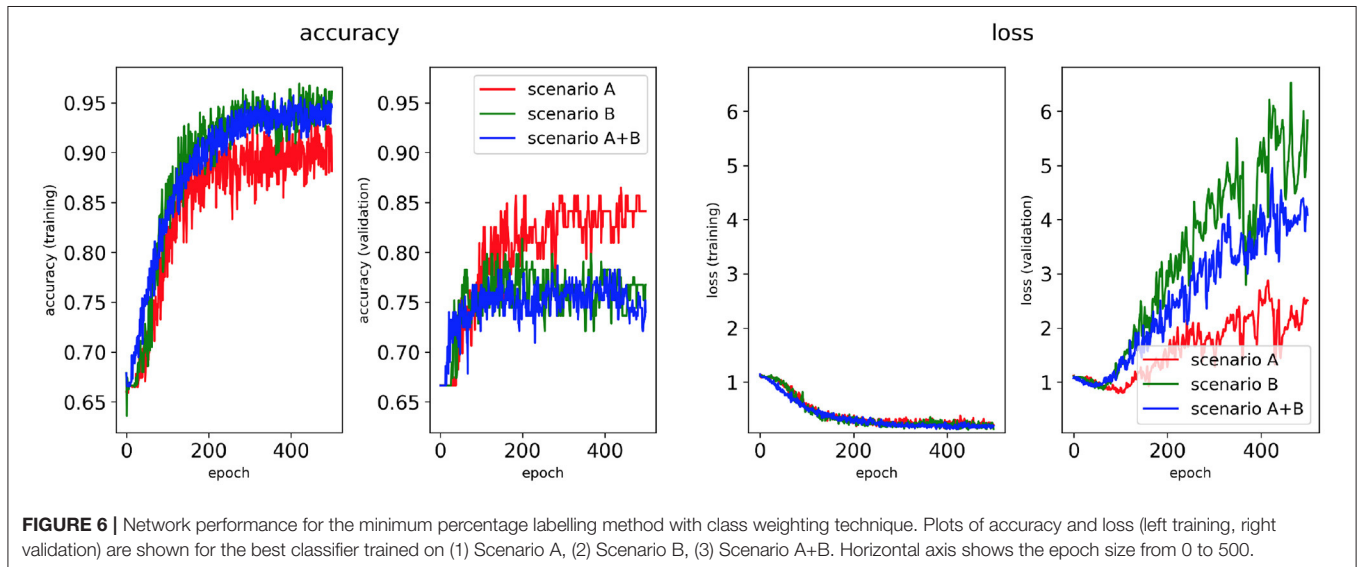 accuracy
loss
0.95
0.90
0.85
0.80
0.75
0.70
0.65
accuracy (training)
0
200
400
epoch
0.95
0.90
0.85
0.80
0.75
0.70
0.65
accuracy (validation)
scenario A
scenario B
scenario A+B
0
200
400
epoch
6
5
4
3
2
1
loss (training)
0
200
400
epoch
6
5
4
3
2
1
loss (validation)
scenario A
scenario B
scenario A+B
0
200
400
epoch
FIGURE 6 | Network performance for the minimum percentage labelling method with class weighting technique. Plots of accuracy and loss (left training, right
validation) are shown for the best classifier trained on (1) Scenario A, (2) Scenario B, (3) Scenario A+B. Horizontal axis shows the epoch size from 0 to 500.